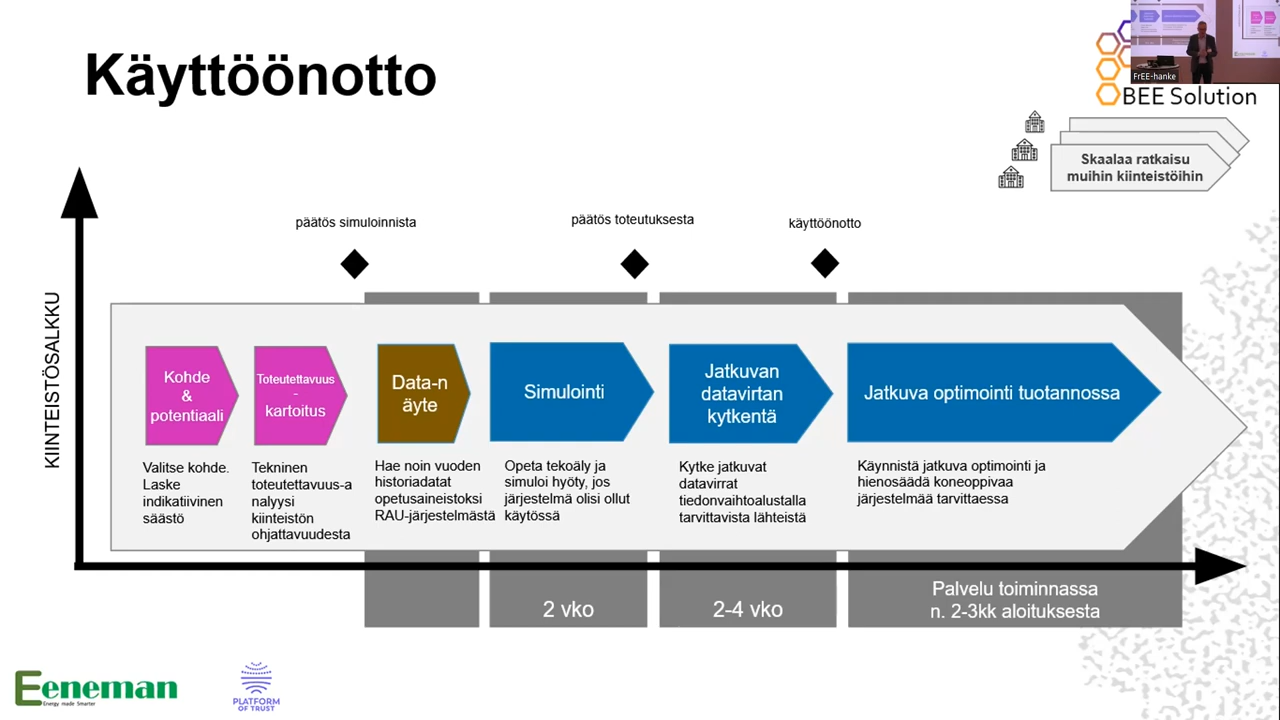 Käyttöönotto
FrEE-hanke
BEE Solution
Skaalaa ratkaisu
muihin kiinteistöihin
päätös simuloinnista
päätös toteutuksesta
käyttöönotto
KIINTEISTÖSALKKU
Kohde
&
potentiaali
Toteutettavuus
-
kartoitus
Data-n
äyte
Simulointi
Jatkuvan
datavirtan
kytkentä
Jatkuva optimointi tuotannossa
Valitse kohde.
Laske
indikatiivinen
säästö
Tekninen
toteutettavuus-a
nalyysi
kiinteistön
ohjattavuudesta
Hae noin vuoden
historiadatat
opetusaineistoksi
RAU-järjestelmästä
Opeta tekoäly ja
simuloi hyöty, jos
järjestelmä olisi ollut
käytössä
Kytke jatkuvat
datavirrat
tiedonvaihtoalustalla
tarvittavista lähteistä
Käynnistä jatkuva optimointi ja
hienosäädä koneoppivaa
järjestelmää tarvittaessa
2 vko
2-4 vko
Palvelu toiminnassa
n. 2-3kk aloituksesta
Eeneman
Energy made Smarter
PLATFORM
OF TRUST